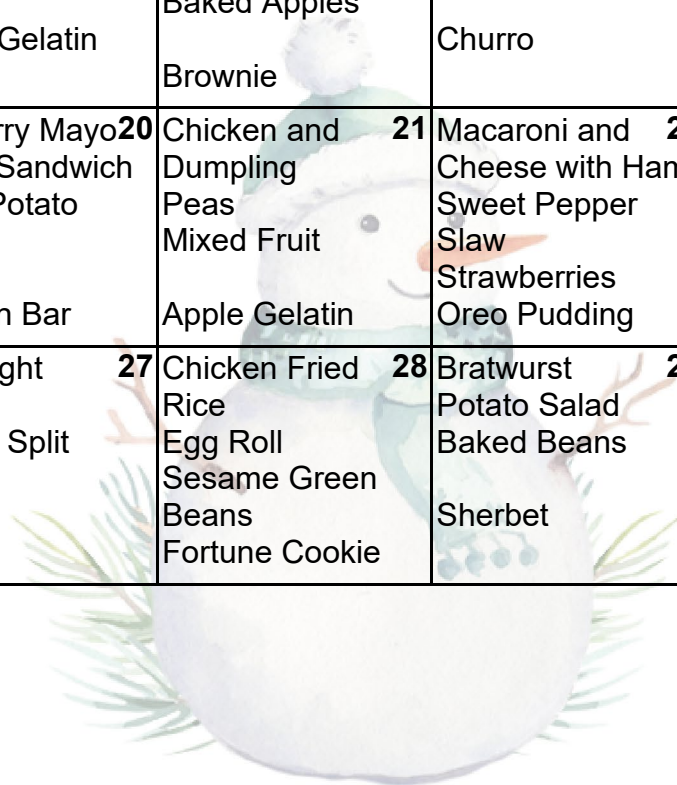 Baked Apples
Gelatin
Brownie
Churro
rry Mayo 20
Sandwich
Potato
n Bar
Chicken and 21
Dumpling
Peas
Mixed Fruit
Apple Gelatin
Macaroni and 2
Cheese with Ham
Sweet Pepper
Slaw
Strawberries
Oreo Pudding
ght 27
Split
Chicken Fried 28
Rice
Egg Roll
Sesame Green
Beans
Fortune Cookie
Bratwurst 2
Potato Salad
Baked Beans
Sherbet